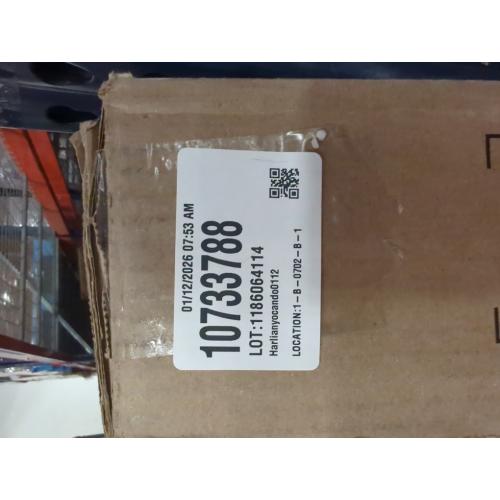 01/12/2026 07:53 AM
10733788
LOT:1186064114
Harlianyocando0112
LOCATION:1-B-0702-B-1